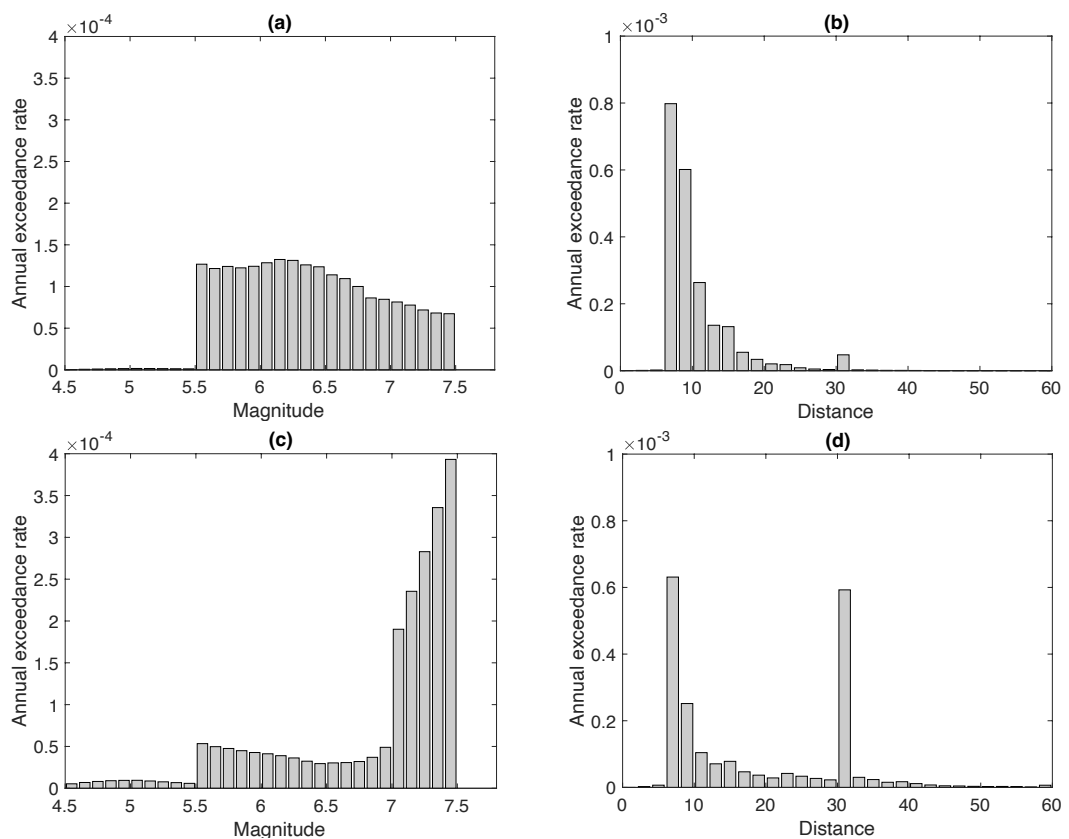 (a)
×10⁻⁴
4
3.5
3
2.5
2
1.5
1
0.5
0
Annual exceedance rate
4.5 5 5.5 6 6.5 7 7.5
Magnitude
(b)
×10⁻³
1
0.8
0.6
0.4
0.2
0
Annual exceedance rate
0 10 20 30 40 50 60
Distance
(c)
×10⁻⁴
4
3.5
3
2.5
2
1.5
1
0.5
0
Annual exceedance rate
4.5 5 5.5 6 6.5 7 7.5
Magnitude
(d)
×10⁻³
1
0.8
0.6
0.4
0.2
0
Annual exceedance rate
0 10 20 30 40 50 60
Distance